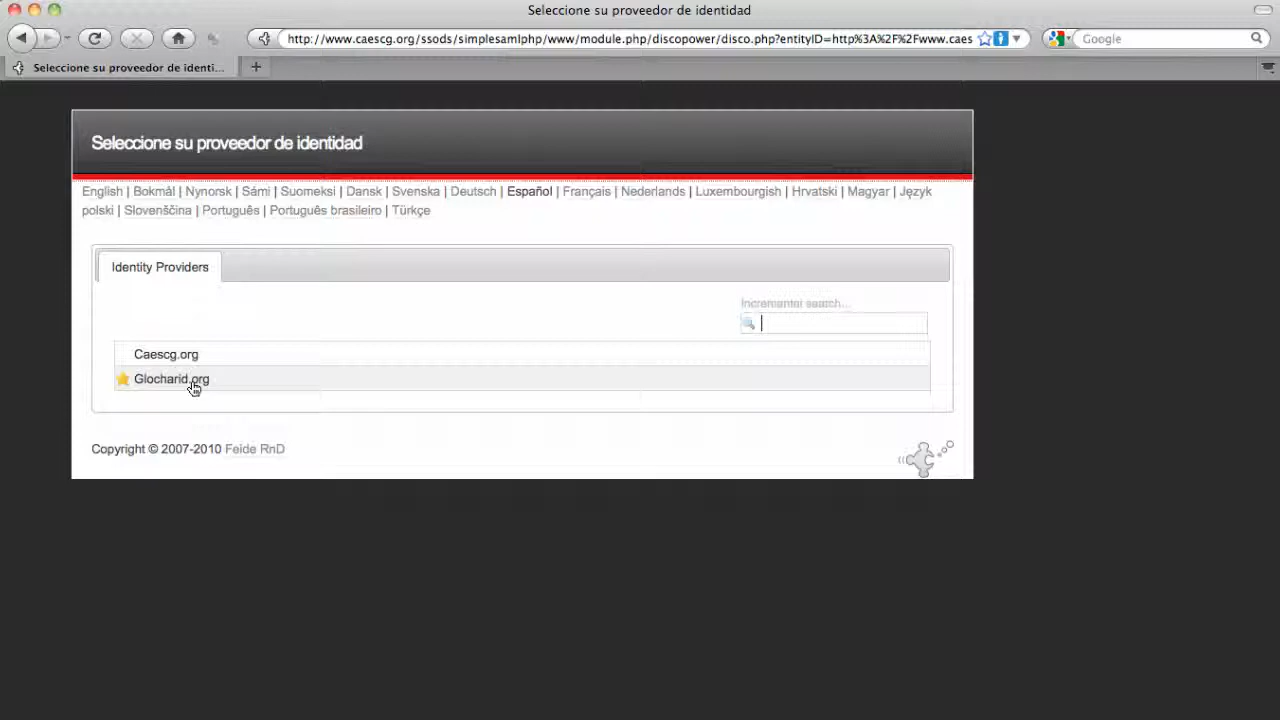 Seleccione su proveedor de identidad
http://www.caescg.org/ssods/simplesamlphp/www/module.php/discopower/disco.php?entityID=http%3A%2F%2Fwww.caes
Google
Seleccione su proveedor de identi...
Seleccione su proveedor de identidad
English | Bokmål | Nynorsk | Sámi | Suomeksi | Dansk | Svenska | Deutsch | Español | Français | Nederlands | Luxembourgish | Hrvatski | Magyar | Język
polski | Slovenščina | Português | Português brasileiro | Türkçe
Identity Providers
Incremental search...
Caescg.org
Glocharid.org
Copyright © 2007-2010 Feide RnD